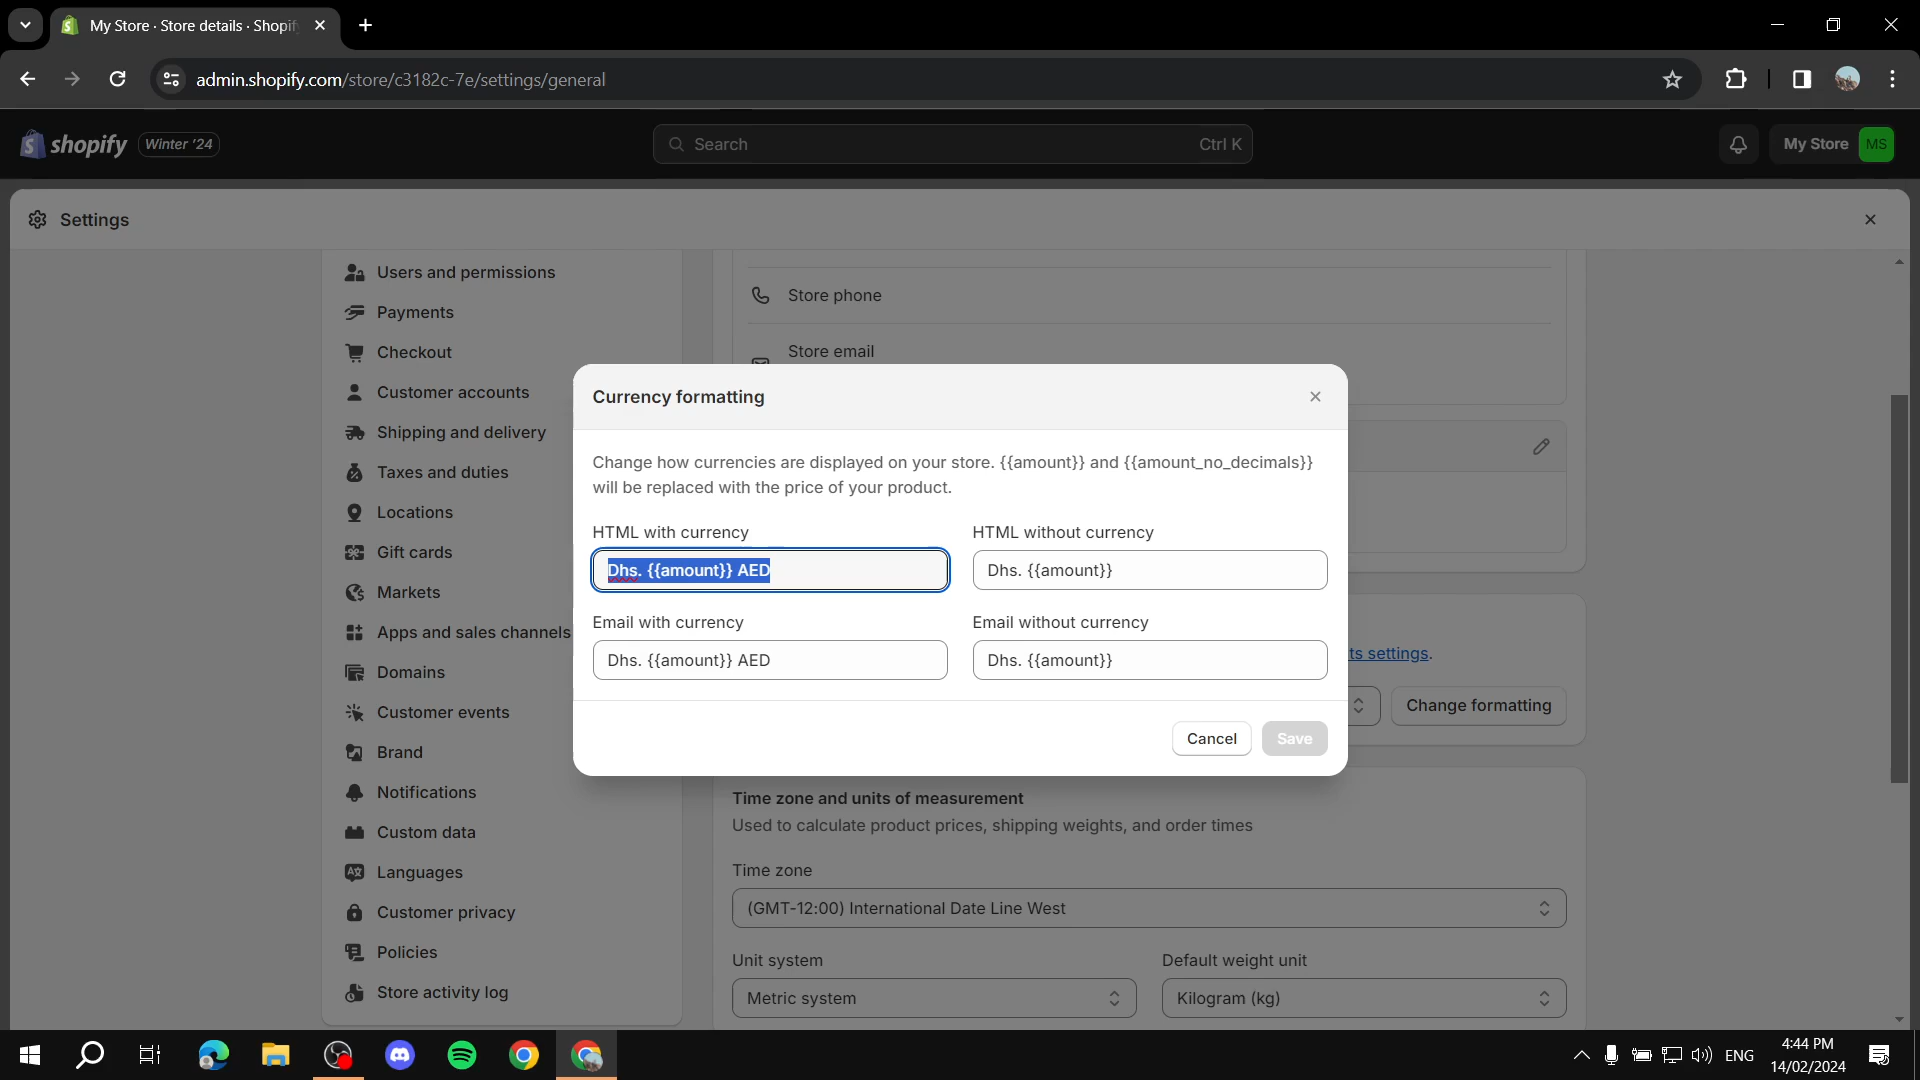 My Store · Store details · Shopif
admin.shopify.com/store/c3182c-7e/settings/general
shopify
Winter '24
Search
Ctrl K
My Store
MS
Settings
Users and permissions
Payments
Checkout
Customer accounts
Shipping and delivery
Taxes and duties
Locations
Gift cards
Markets
Apps and sales channels
Domains
Customer events
Brand
Notifications
Custom data
Languages
Customer privacy
Policies
Store activity log
Store phone
Store email
Currency formatting
Change how currencies are displayed on your store. {{amount}} and {{amount_no_decimals}}
will be replaced with the price of your product.
HTML with currency
HTML without currency
Dhs. {{amount}} AED
Dhs. {{amount}}
Email with currency
Email without currency
Dhs. {{amount}} AED
Dhs. {{amount}}
Cancel
Save
ts settings.
Change formatting
Time zone and units of measurement
Used to calculate product prices, shipping weights, and order times
Time zone
(GMT-12:00) International Date Line West
Unit system
Default weight unit
Metric system
Kilogram (kg)
ENG
4:44 PM
14/02/2024